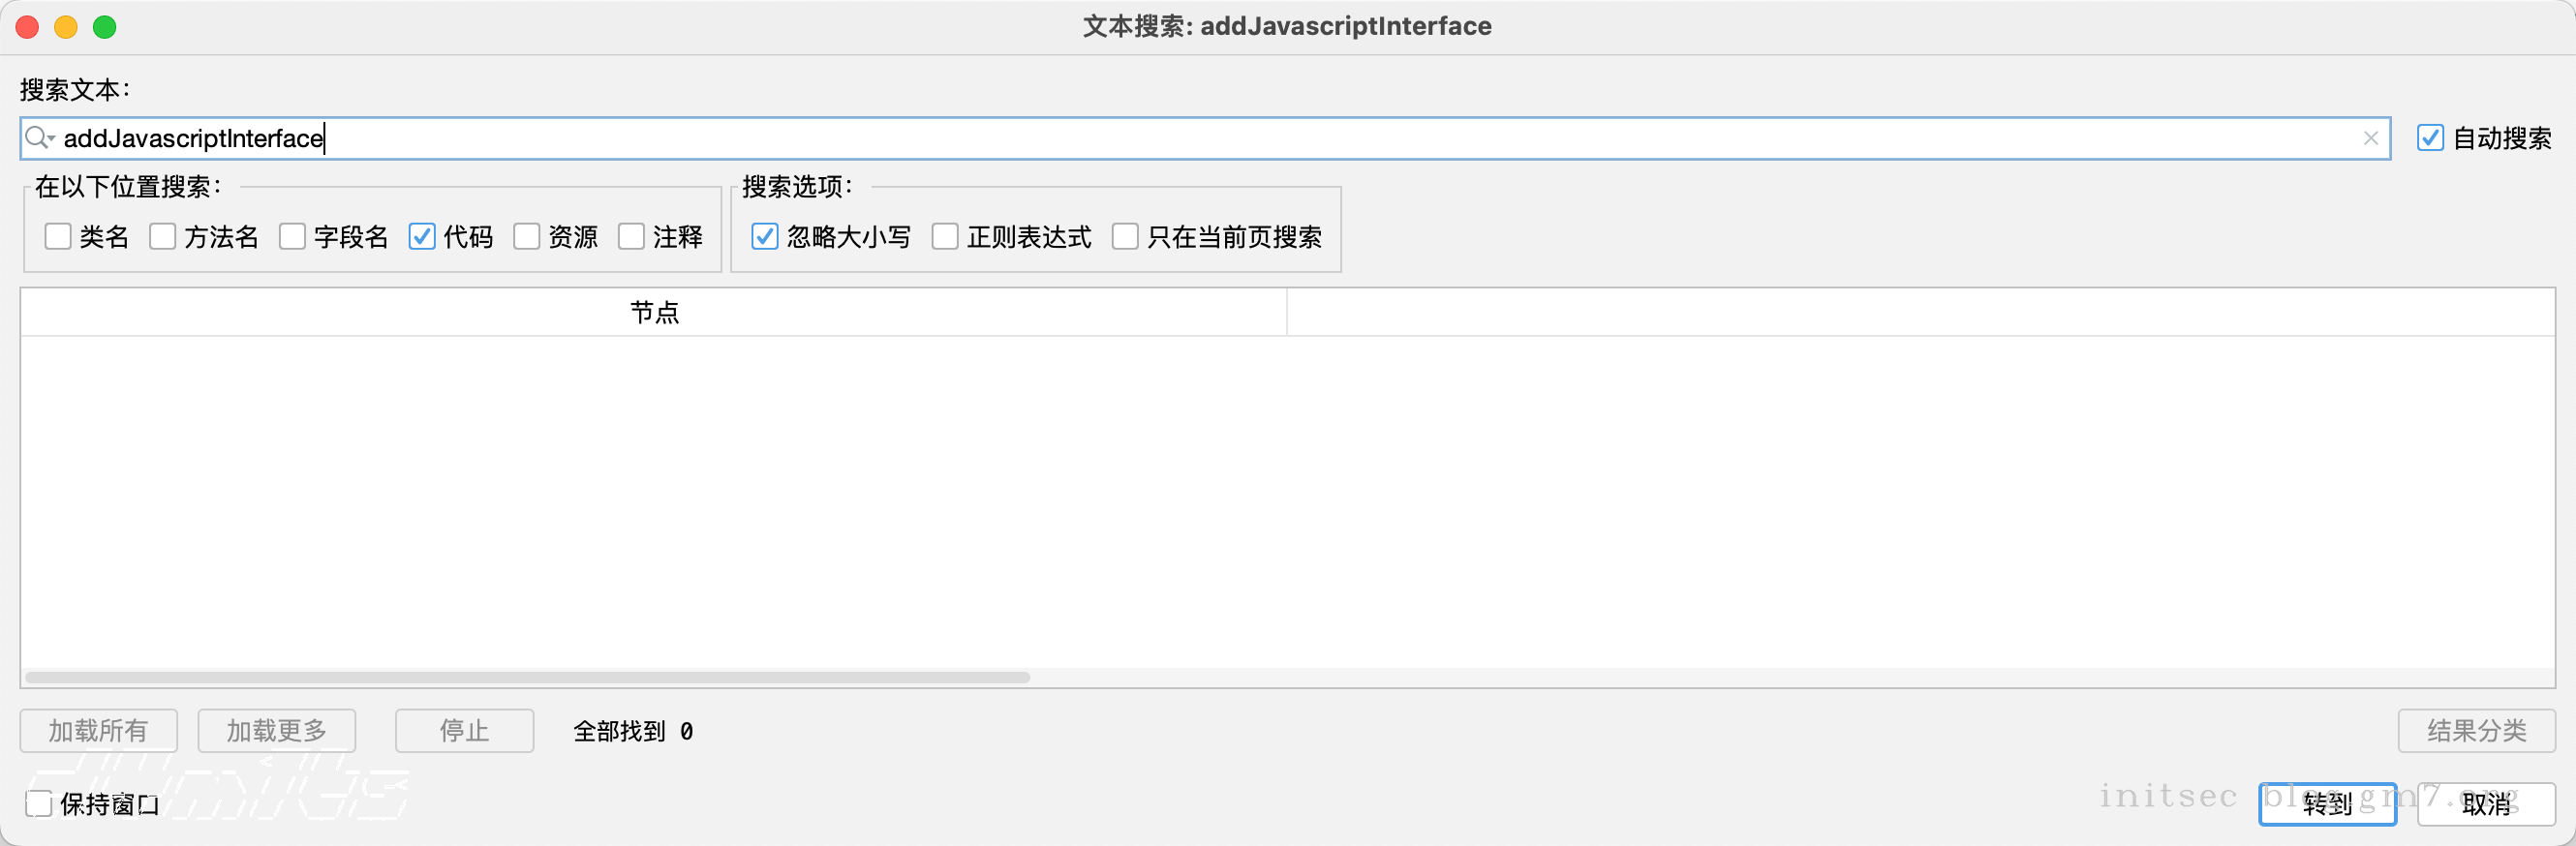 文本搜索: addJavascriptInterface
搜索文本:
addJavascriptInterface
自动搜索
在以下位置搜索:
搜索选项:
类名 方法名 字段名 代码 资源 注释
忽略大小写 正则表达式 只在当前页搜索
节点
加载所有 加载更多 停止 全部找到 0 结果分类
保持窗口
initsec blog.gm7.org
转到 取消